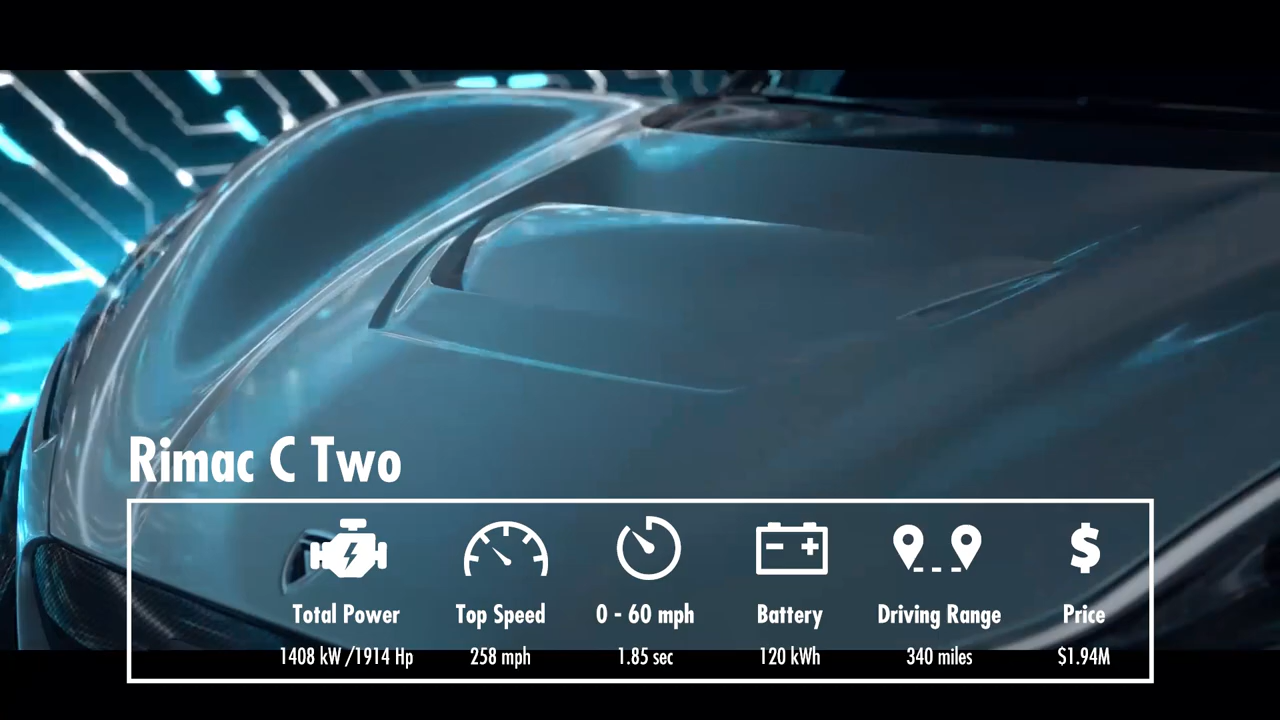 Rimac C Two
Total Power Top Speed 0 - 60 mph Battery Driving Range Price
1408 kW /1914 Hp 258 mph 1.85 sec 120 kWh 340 miles $1.94M